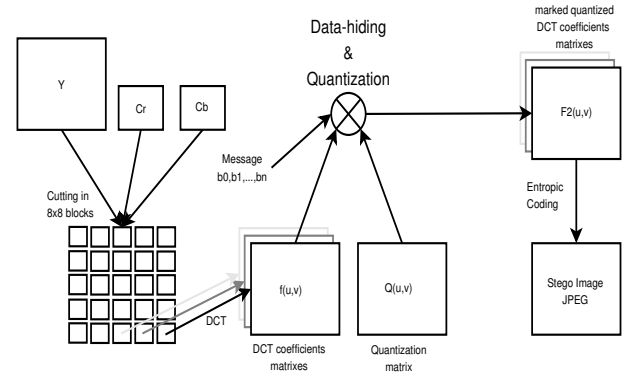 marked quantized
DCT coefficients
matrixes
Data-hiding
&
Quantization
Y
Cr
Cb
F2(u,v)
Message
b0,b1,...,bn
Cutting in
8x8 blocks
Entropic
Coding
f(u,v)
Q(u,v)
Stego Image
JPEG
DCT
DCT coefficients
matrixes
Quantization
matrix